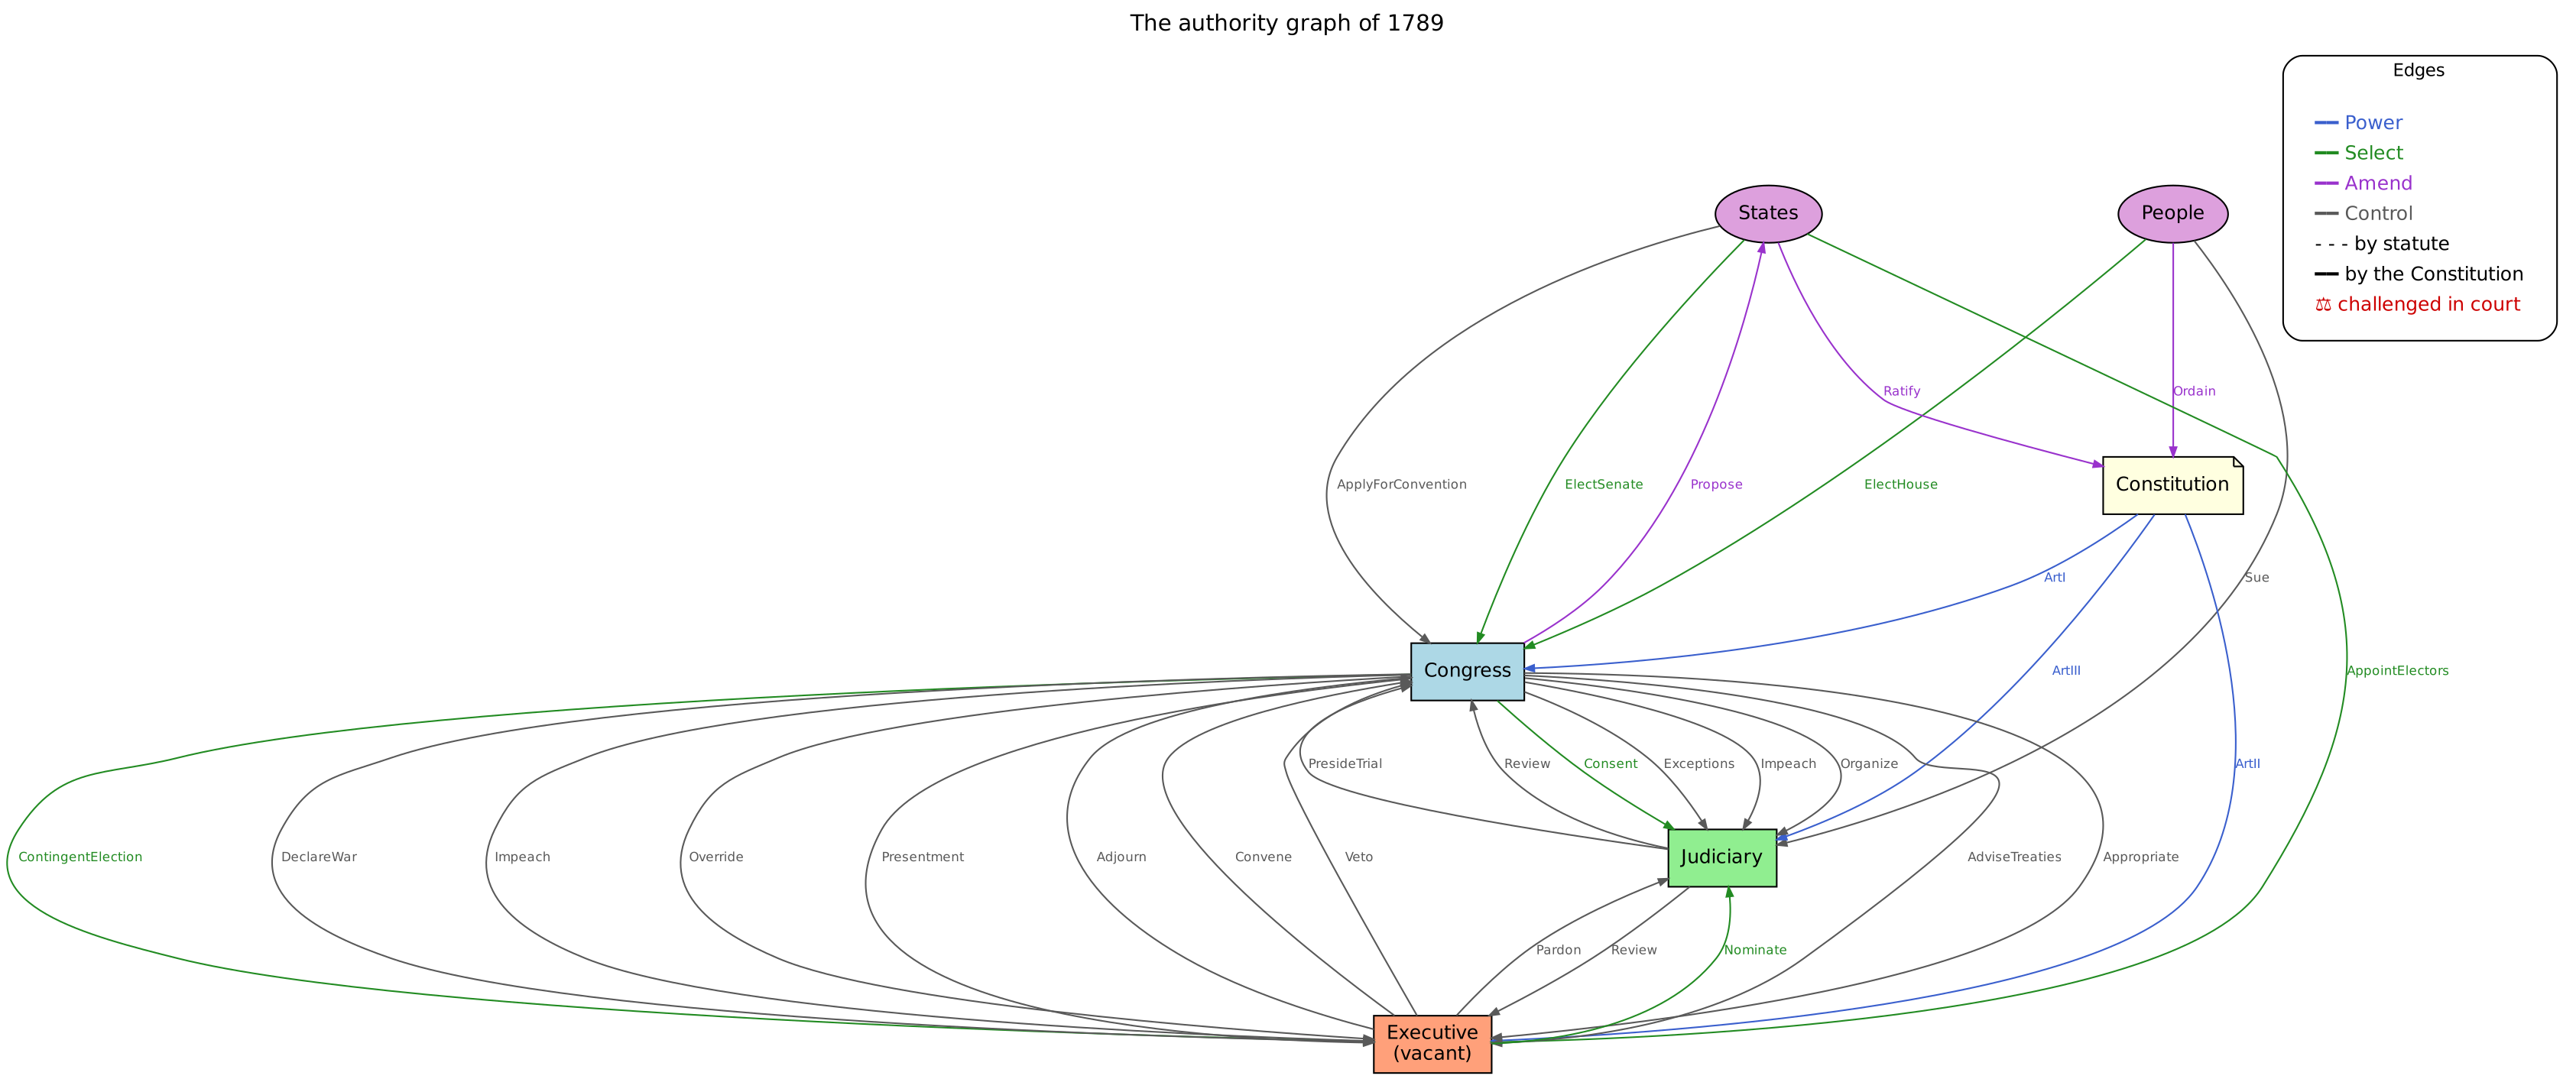 The authority graph of 1789
Edges
━━ Power
━━ Select
━━ Amend
━━ Control
- - - by statute
━━ by the Constitution
⚖ challenged in court
States
People
Ratify
Ordain
ApplyForConvention
ElectSenate
Propose
ElectHouse
Constitution
ArtI
Sue
Congress
ArtIII
AppointElectors
PresideTrial
Review
Consent
Exceptions
Impeach
Organize
ArtII
ContingentElection
DeclareWar
Impeach
Override
Presentment
Adjourn
Convene
Veto
Judiciary
AdviseTreaties
Appropriate
Pardon
Review
Nominate
Executive
(vacant)